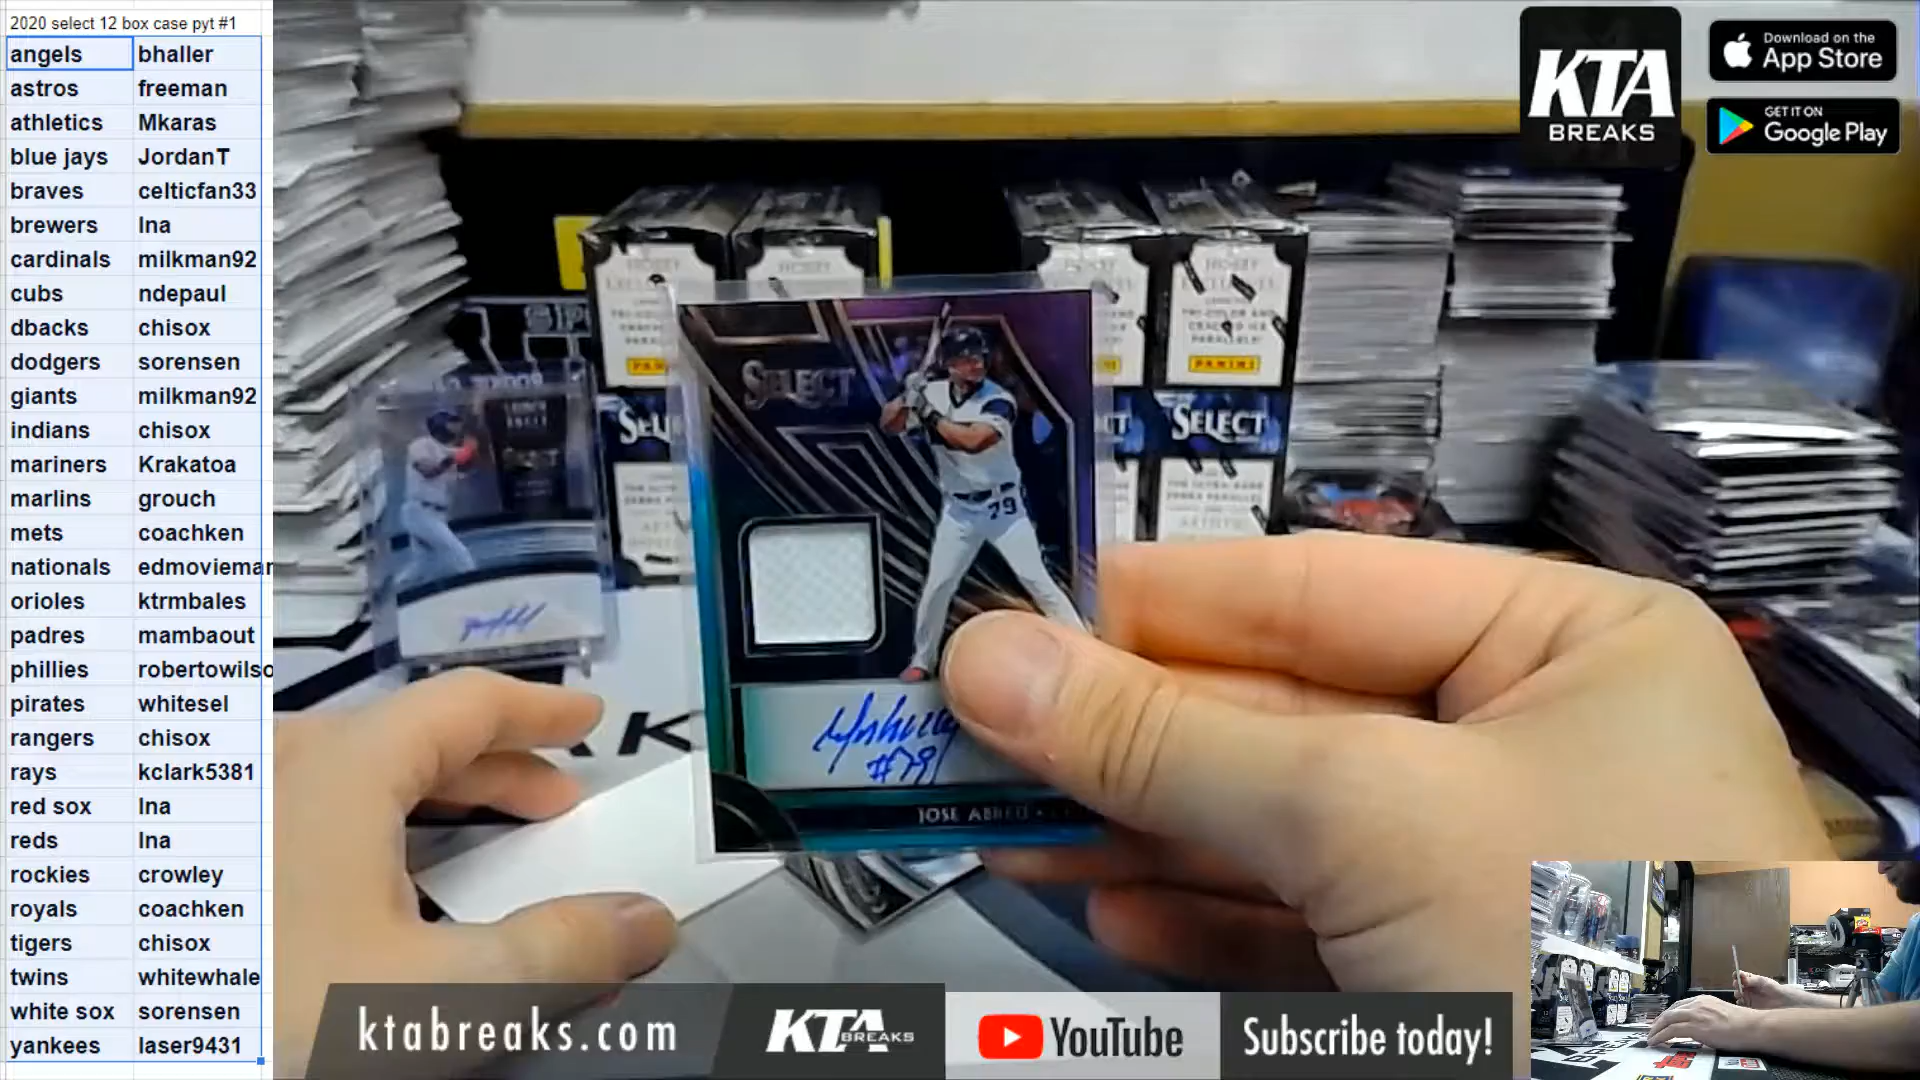 2020 select 12 box case pyt #1
angels bhaller
astros freeman
athletics Mkaras
blue jays JordanT
braves celticfan33
brewers lna
cardinals milkman92
cubs ndepaul
dbacks chisox
dodgers sorensen
giants milkman92
indians chisox
mariners Krakatoa
marlins grouch
mets coachken
nationals edmovieman
orioles ktrmbales
padres mambaout
phillies robertowilso
pirates whitesel
rangers chisox
rays kclark5381
red sox lna
reds lna
rockies crowley
royals coachken
tigers chisox
twins whitewhale
white sox sorensen
yankees laser9431
KTA
BREAKS
Download on the
App Store
GET IT ON
Google Play
HOBBY
PANINI
SELECT
SELECT
79
#79
JOSE ABREU
ktabreaks.com
KTA BREAKS
YouTube
Subscribe today!